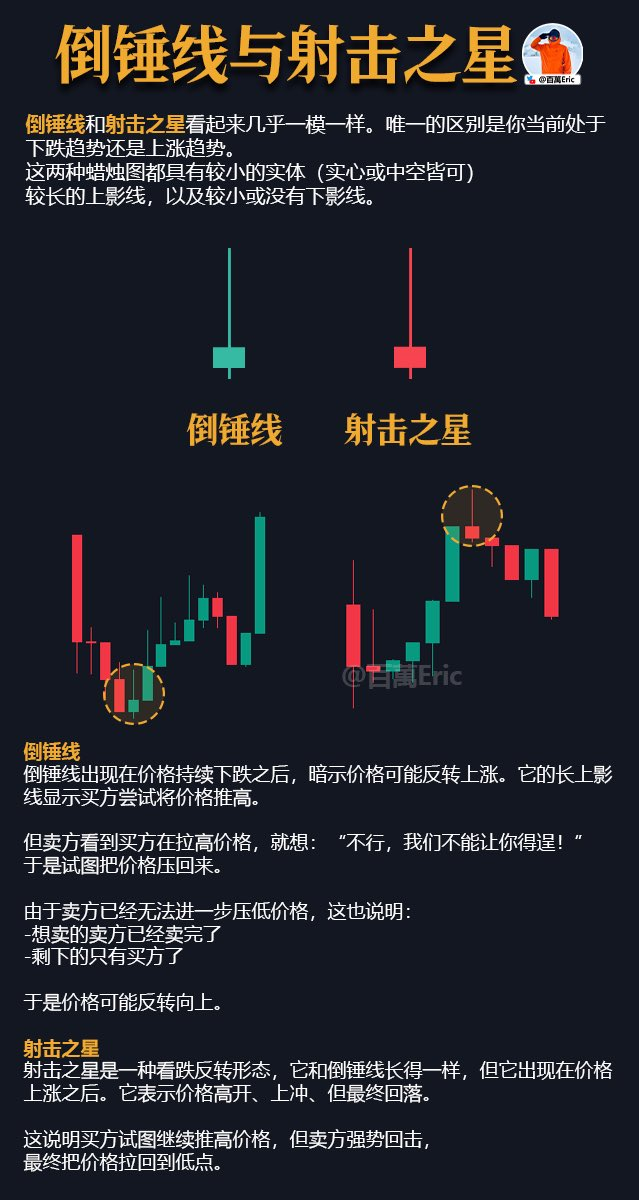 倒锤线与射击之星
@百萬Eric
倒锤线和射击之星看起来几乎一模一样。唯一的区别是你当前处于
下跌趋势还是上涨趋势。
这两种蜡烛图都具有较小的实体（实心或中空皆可）
较长的上影线，以及较小或没有下影线。
倒锤线
射击之星
@百萬Eric
倒锤线
倒锤线出现在价格持续下跌之后，暗示价格可能反转上涨。它的长上影
线显示买方尝试将价格推高。
但卖方看到买方在拉高价格，就想：“不行，我们不能让你得逞！”
于是试图把价格压回来。
由于卖方已经无法进一步压低价格，这也说明：
-想卖的卖方已经卖完了
-剩下的只有买方了
于是价格可能反转向上。
射击之星
射击之星是一种看跌反转形态，它和倒锤线长得一样，但它出现在价格
上涨之后。它表示价格高开、上冲、但最终回落。
这说明买方试图继续推高价格，但卖方强势回击，
最终把价格拉回到低点。